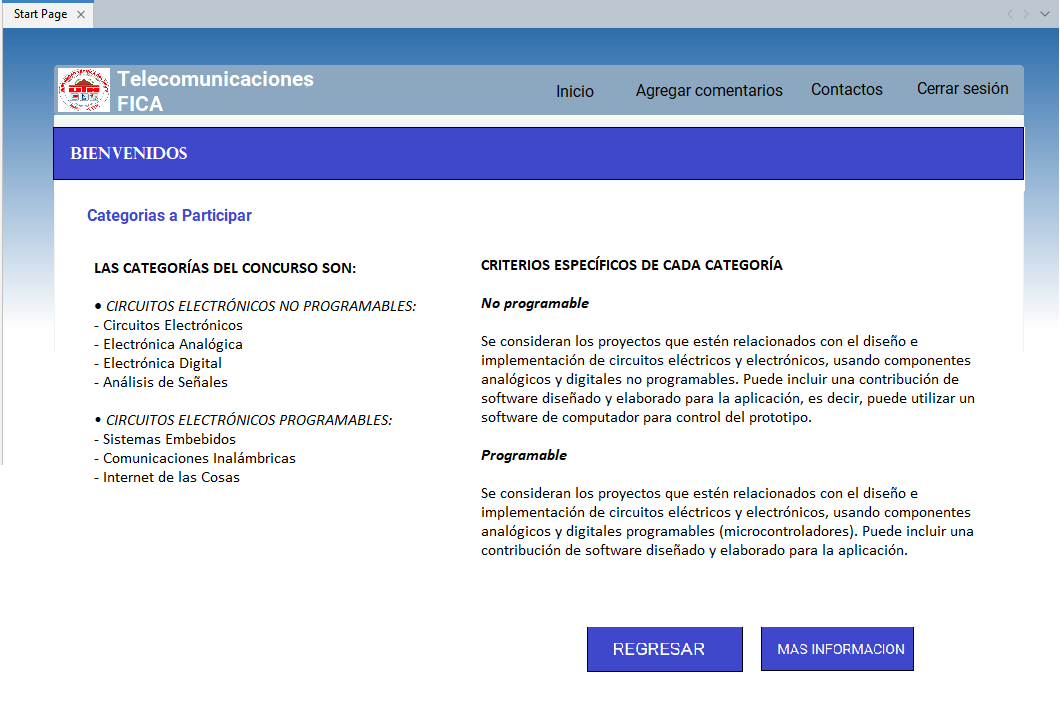 Start Page
Telecomunicaciones
FICA
Inicio
Agregar comentarios
Contactos
Cerrar sesión
BIENVENIDOS
Categorias a Participar
LAS CATEGORÍAS DEL CONCURSO SON:
• CIRCUITOS ELECTRÓNICOS NO PROGRAMABLES:
- Circuitos Electrónicos
- Electrónica Analógica
- Electrónica Digital
- Análisis de Señales
• CIRCUITOS ELECTRÓNICOS PROGRAMABLES:
- Sistemas Embebidos
- Comunicaciones Inalámbricas
- Internet de las Cosas
CRITERIOS ESPECÍFICOS DE CADA CATEGORÍA
No programable
Se consideran los proyectos que estén relacionados con el diseño e
implementación de circuitos eléctricos y electrónicos, usando componentes
analógicos y digitales no programables. Puede incluir una contribución de
software diseñado y elaborado para la aplicación, es decir, puede utilizar un
software de computador para control del prototipo.
Programable
Se consideran los proyectos que estén relacionados con el diseño e
implementación de circuitos eléctricos y electrónicos, usando componentes
analógicos y digitales programables (microcontroladores). Puede incluir una
contribución de software diseñado y elaborado para la aplicación.
REGRESAR
MAS INFORMACION